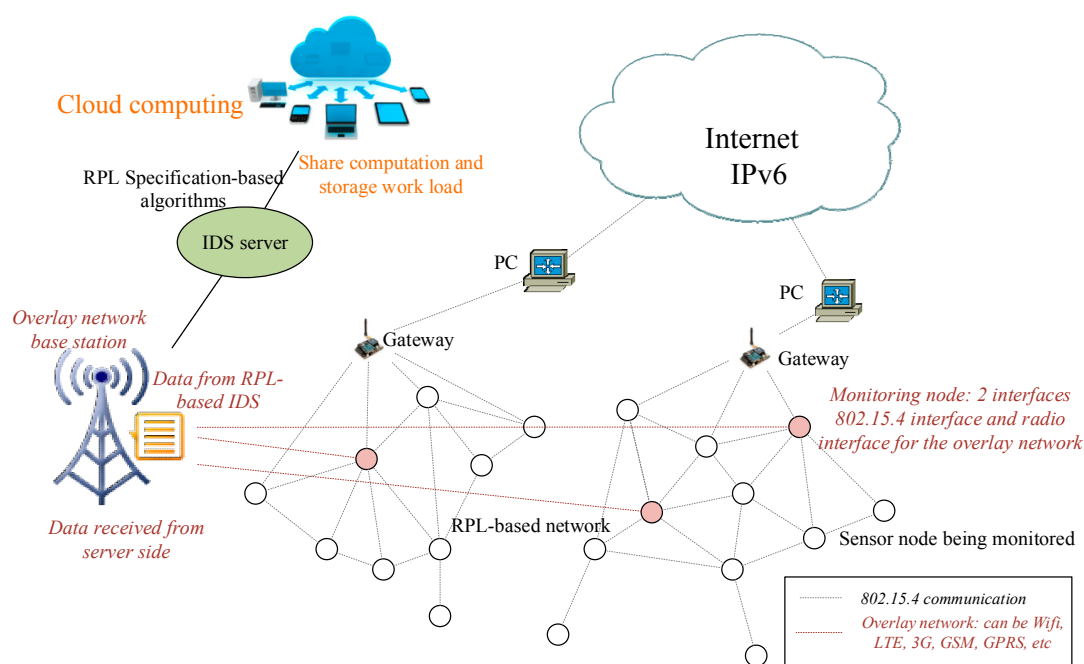 Cloud computing
Share computation and
storage work load
RPL Specification-based
algorithms
IDS server
Internet
IPv6
PC
PC
Overlay network
base station
Gateway
Gateway
Data from RPL-
based IDS
Monitoring node: 2 interfaces
802.15.4 interface and radio
interface for the overlay network
Data received from
server side
RPL-based network
Sensor node being monitored
802.15.4 communication
Overlay network: can be Wifi,
LTE, 3G, GSM, GPRS, etc